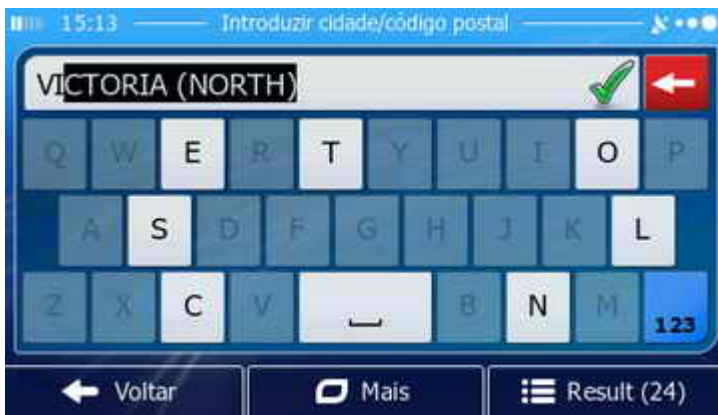 15:13 Introduzir cidade/código postal
VICTORIA (NORTH)
Q W E R T Y U I O P
A S D F G H J K L
Z X C V B N M 123
Voltar Mais Result (24)